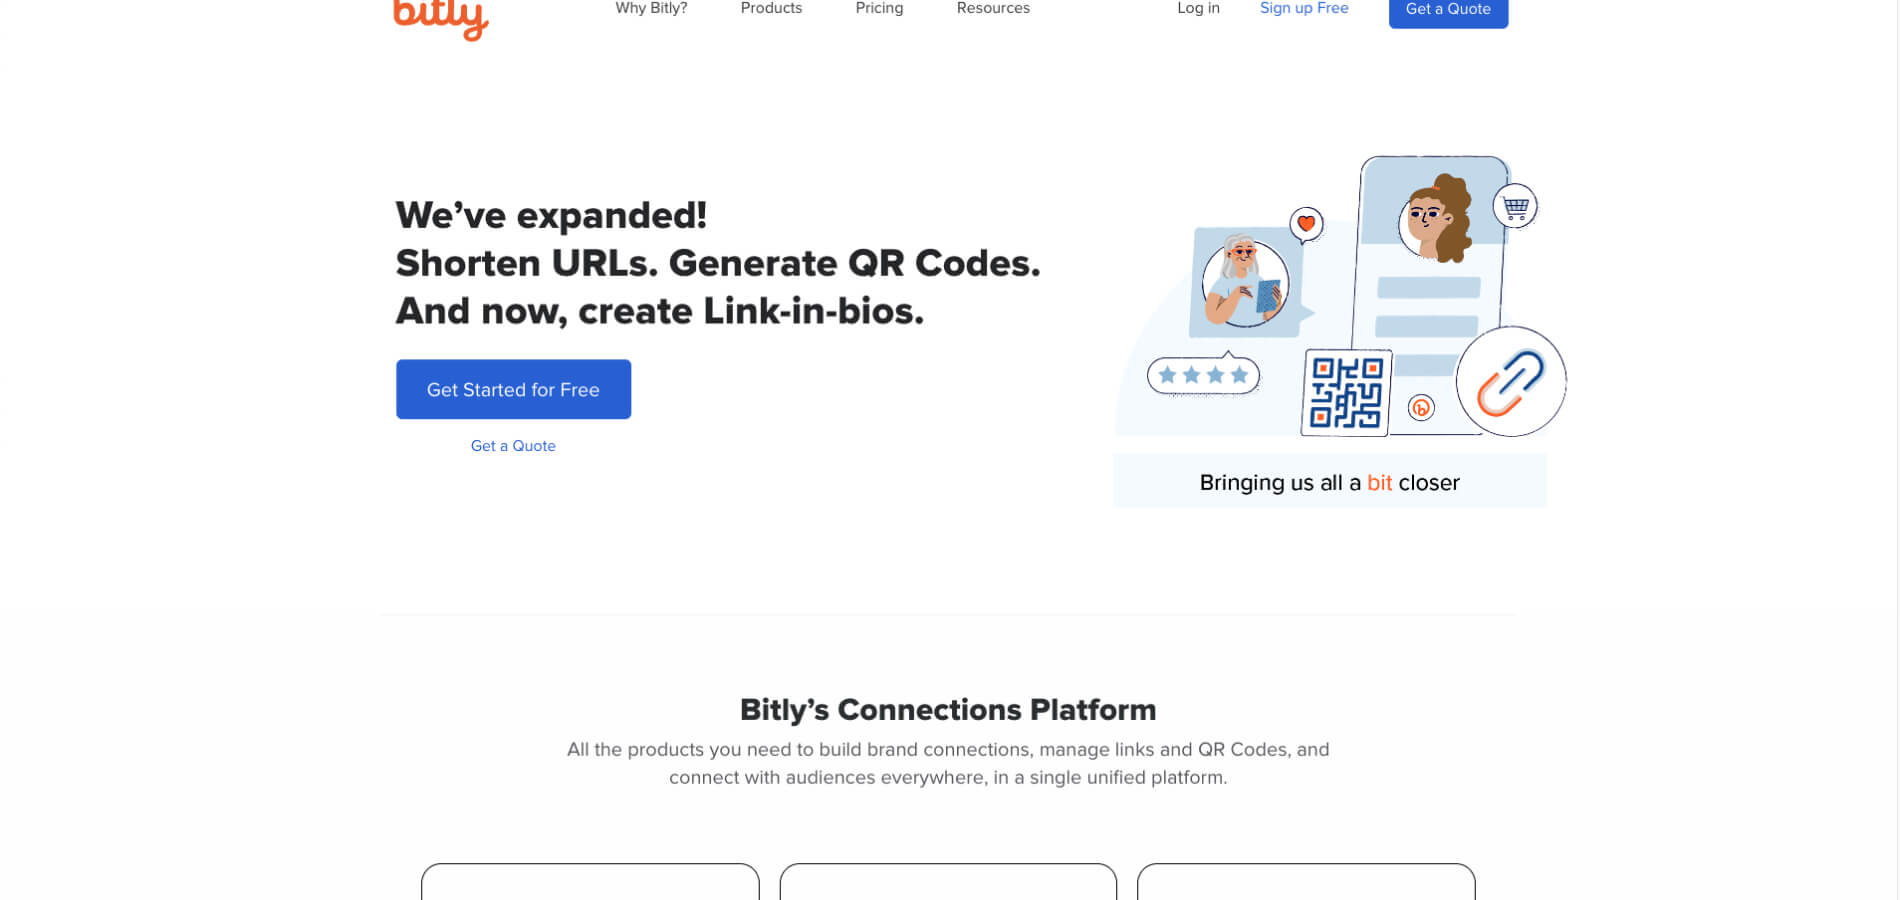 bitly
Why Bitly?
Products
Pricing
Resources
Log in
Sign up Free
Get a Quote
We’ve expanded!
Shorten URLs. Generate QR Codes.
And now, create Link-in-bios.
Get Started for Free
Get a Quote
Bringing us all a bit closer
Bitly’s Connections Platform
All the products you need to build brand connections, manage links and QR Codes, and
connect with audiences everywhere, in a single unified platform.